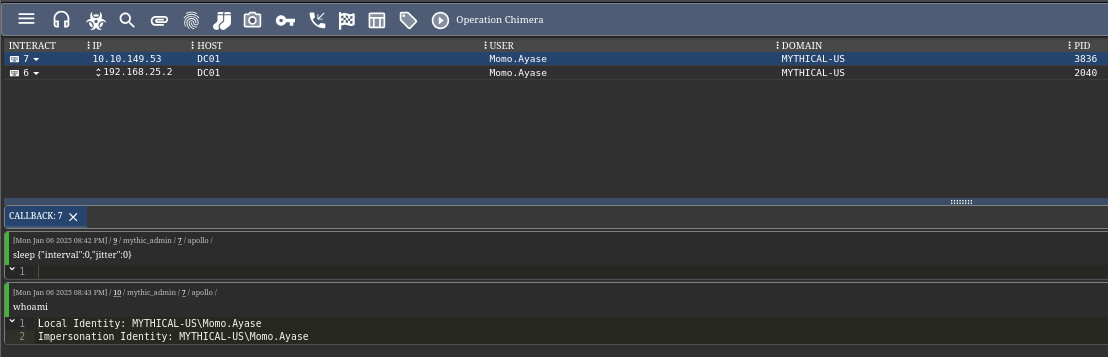 Operation Chimera
INTERACT IP HOST USER DOMAIN PID
7 10.10.149.53 DC01 Momo.Ayase MYTHICAL-US 3836
6 192.168.25.2 DC01 Momo.Ayase MYTHICAL-US 2040
CALLBACK: 7
[Mon Jan 06 2025 08:42 PM] / 9 / mythic_admin / 7 / apollo /
sleep {"interval":0,"jitter":0}
1
[Mon Jan 06 2025 08:43 PM] / 10 / mythic_admin / 7 / apollo /
whoami
1 Local Identity: MYTHICAL-US\Momo.Ayase
2 Impersonation Identity: MYTHICAL-US\Momo.Ayase